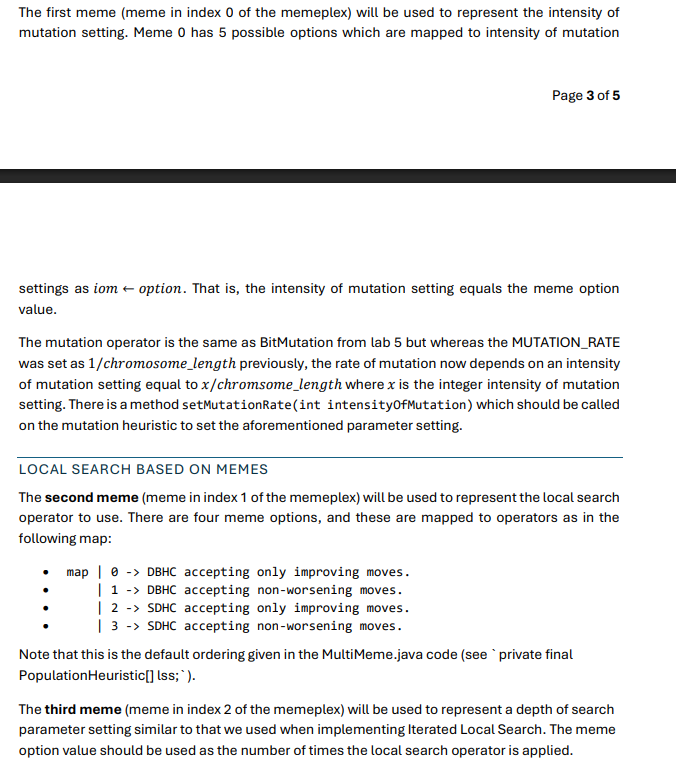 The first meme (meme in index 0 of the memeplex) will be used to represent the intensity of
mutation setting. Meme 0 has 5 possible options which are mapped to intensity of mutation
Page 3 of 5
settings as iom ← option. That is, the intensity of mutation setting equals the meme option
value.
The mutation operator is the same as BitMutation from lab 5 but whereas the MUTATION_RATE
was set as 1/chromosome_length previously, the rate of mutation now depends on an intensity
of mutation setting equal to x/chromsome_length where x is the integer intensity of mutation
setting. There is a method setMutationRate(int intensityOfMutation) which should be called
on the mutation heuristic to set the aforementioned parameter setting.
LOCAL SEARCH BASED ON MEMES
The second meme (meme in index 1 of the memeplex) will be used to represent the local search
operator to use. There are four meme options, and these are mapped to operators as in the
following map:
• map | 0 -> DBHC accepting only improving moves.
• | 1 -> DBHC accepting non-worsening moves.
• | 2 -> SDHC accepting only improving moves.
• | 3 -> SDHC accepting non-worsening moves.
Note that this is the default ordering given in the MultiMeme.java code (see `private final
PopulationHeuristic[] lss;`).
The third meme (meme in index 2 of the memeplex) will be used to represent a depth of search
parameter setting similar to that we used when implementing Iterated Local Search. The meme
option value should be used as the number of times the local search operator is applied.